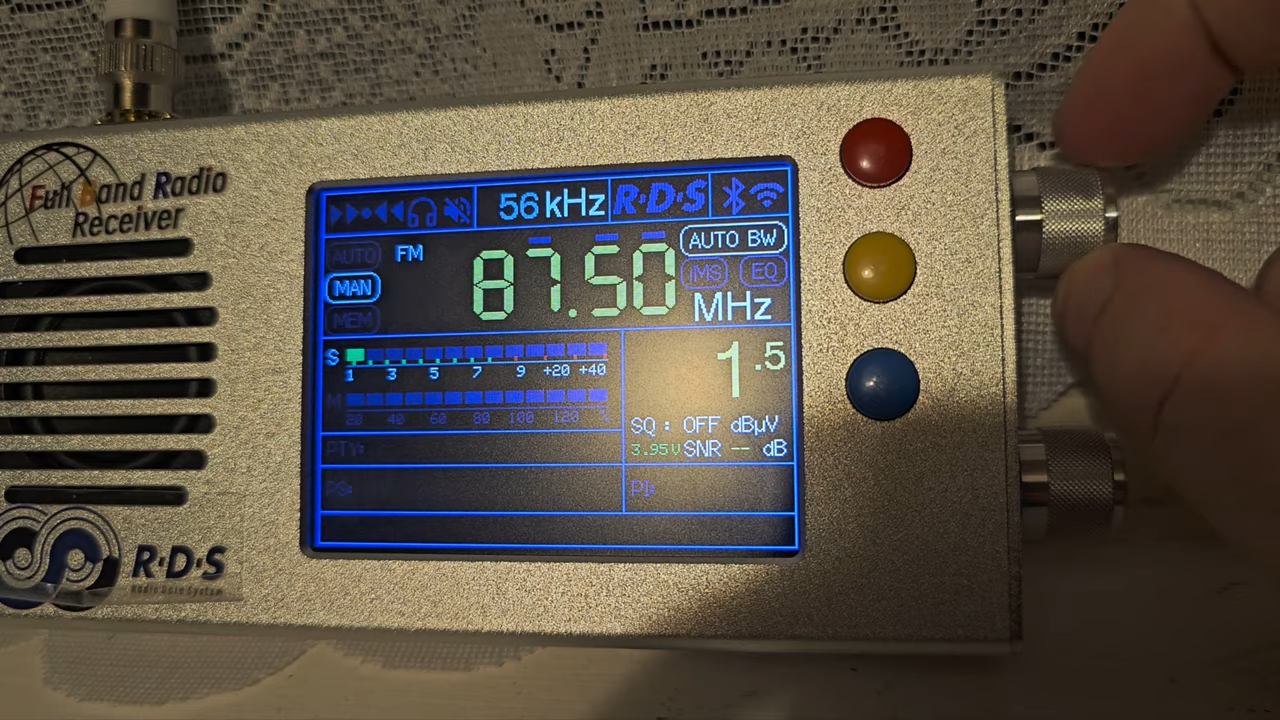 Full Band Radio
Receiver
56 kHz R·D·S
AUTO FM 87.50 AUTO BW
MAN iMS EQ
MEM MHz
S
1 3 5 7 9 +20 +40
1.5
M
20 40 60 80 100 120 %
SQ : OFF dBµV
3.95V SNR -- dB
PTY:
PS: PI:
R·D·S
Radio Data System